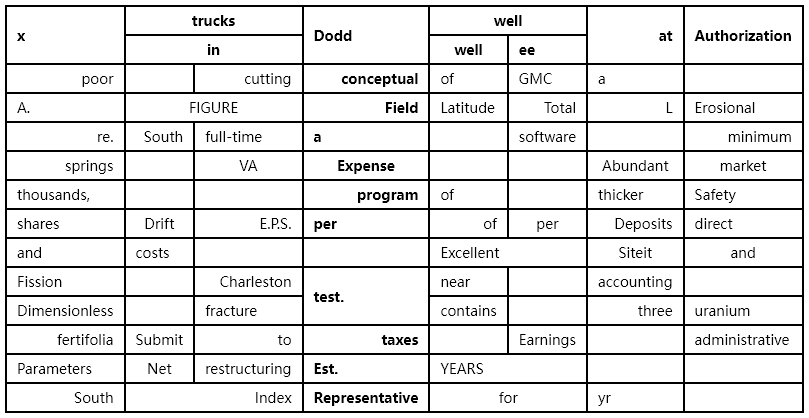 x trucks Dodd well at Authorization
in well ee
poor cutting conceptual of GMC a
A. FIGURE Field Latitude Total L Erosional
re. South full-time a software minimum
springs VA Expense Abundant market
thousands, program of thicker Safety
shares Drift E.P.S. per of per Deposits direct
and costs Excellent Siteit and
Fission Charleston test. near accounting
Dimensionless fracture contains three uranium
fertifolia Submit to taxes Earnings administrative
Parameters Net restructuring Est. YEARS
South Index Representative for yr